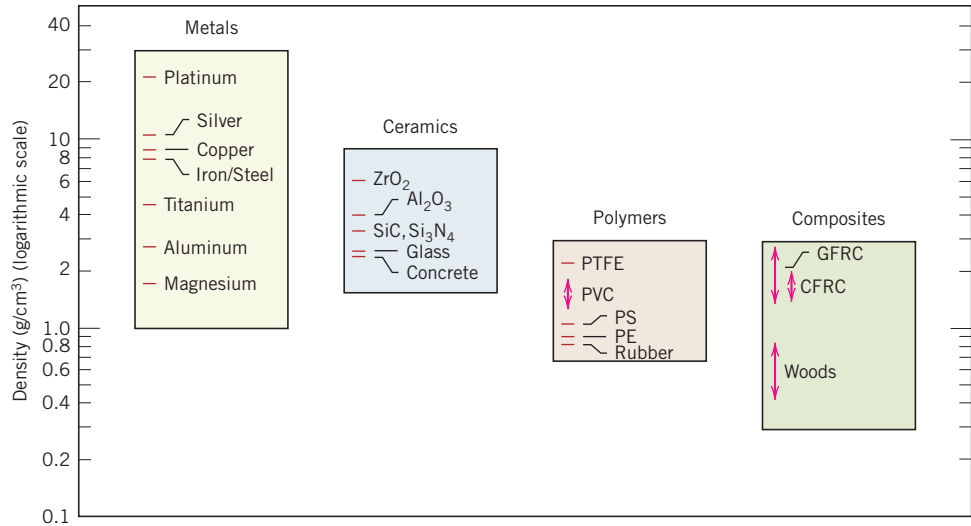 Density (g/cm³) (logarithmic scale)
40
20
10
8
6
4
2
1.0
0.8
0.6
0.4
0.2
0.1
Metals
Platinum
Silver
Copper
Iron/Steel
Titanium
Aluminum
Magnesium
Ceramics
ZrO₂
Al₂O₃
SiC, Si₃N₄
Glass
Concrete
Polymers
PTFE
PVC
PS
PE
Rubber
Composites
GFRC
CFRC
Woods